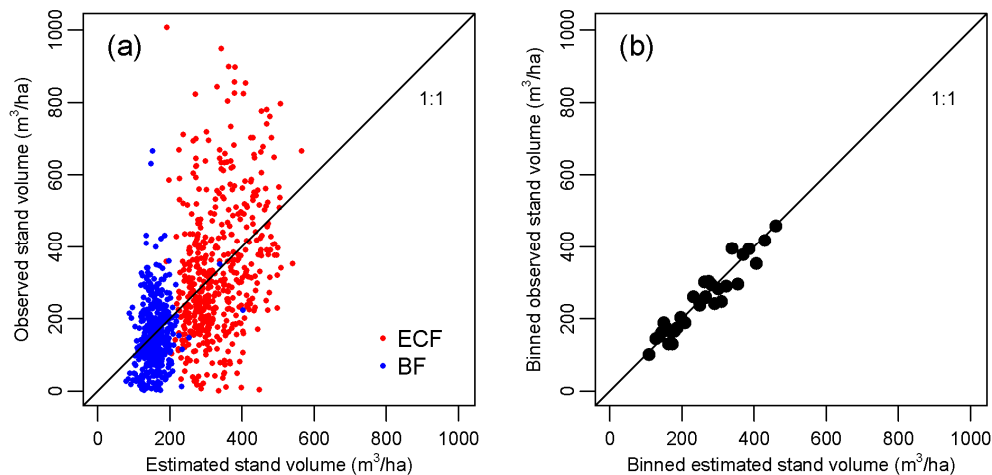 (a)
1:1
ECF
BF
0 200 400 600 800 1000
0 200 400 600 800 1000
Observed stand volume (m³/ha)
Estimated stand volume (m³/ha)
(b)
1:1
0 200 400 600 800 1000
0 200 400 600 800 1000
Binned observed stand volume (m³/ha)
Binned estimated stand volume (m³/ha)